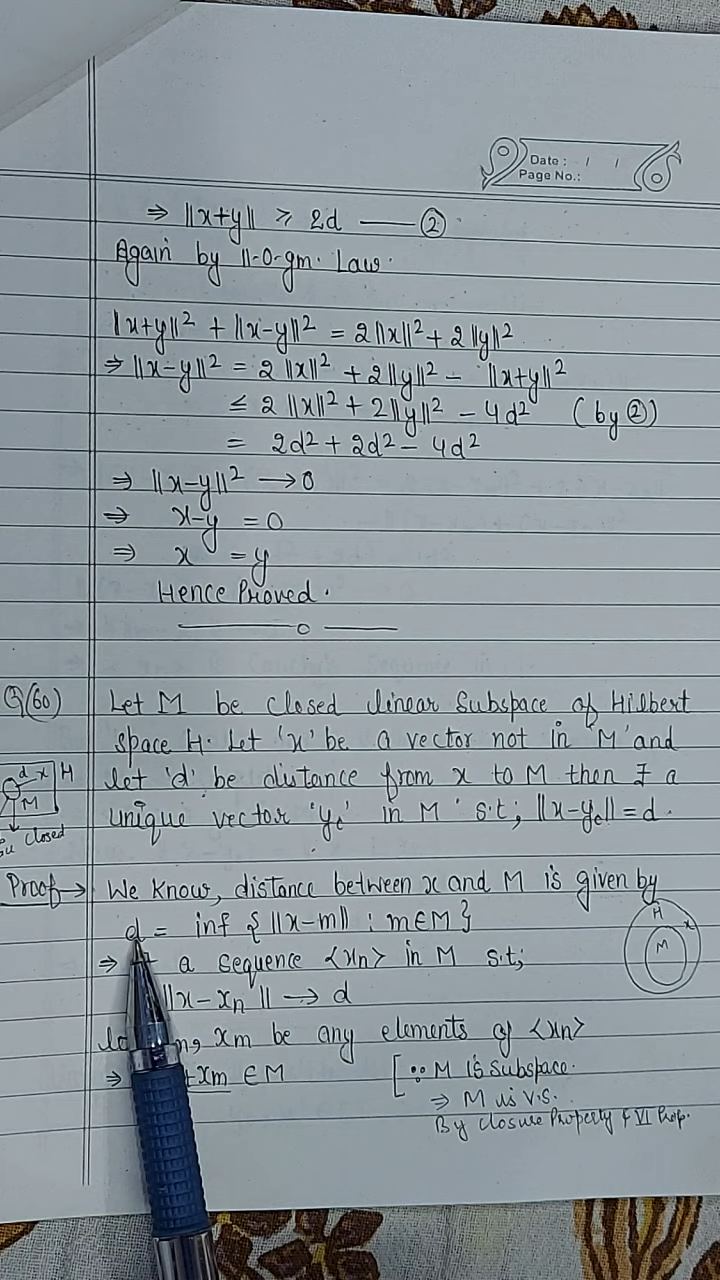 Date : / /
Page No.:
⇒ ||x+y|| ≥ 2d —— ②
Again by ||-o-gm. Law.
||x+y||² + ||x-y||² = 2||x||² + 2||y||²
⇒ ||x-y||² = 2||x||² + 2||y||² - ||x+y||²
≤ 2||x||² + 2||y||² - 4d² (by ②)
= 2d² + 2d² - 4d²
⇒ ||x-y||² → 0
⇒ x-y = 0
⇒ x = y
Hence Proved.
Q(60) Let M be closed linear Subspace of Hilbert
space H. Let 'x' be a vector not in 'M' and
let 'd' be distance from x to M then ∃ a
unique vector 'y₀' in M s.t; ||x-y₀|| = d.
d x H
M
closed
Proof → We know, distance between x and M is given by
d = inf {||x-m|| : m∈M}
H
x
M
⇒ a sequence <xn> in M s.t;
||x-xn|| → d
xm be any elements of <xn>
⇒ +xm ∈ M [∵ M is Subspace.
⇒ M is V.S.
By closure Property f VI Prop.